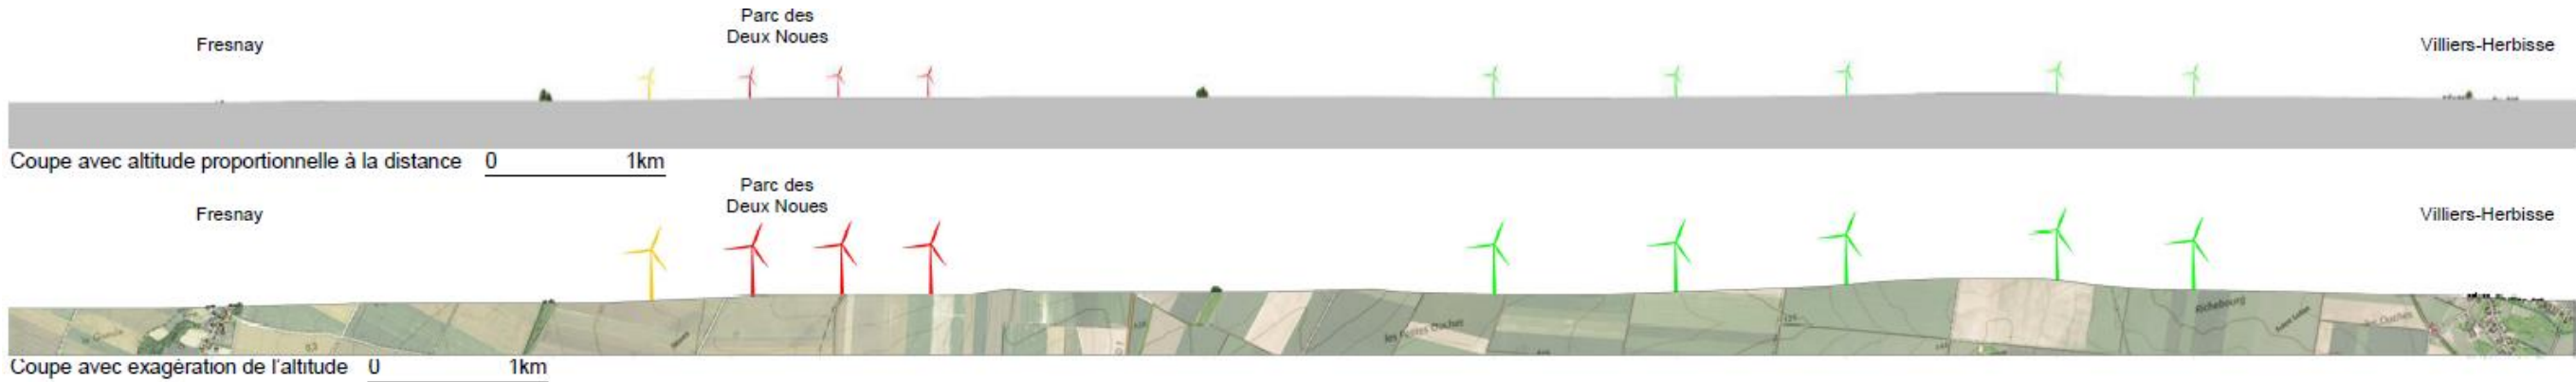 Parc des
Deux Noues
Fresnay
Villiers-Herbisse
Coupe avec altitude proportionnelle à la distance 0 1km
Parc des
Deux Noues
Fresnay
Villiers-Herbisse
Richebourg
Coupe avec exagération de l'altitude 0 1km